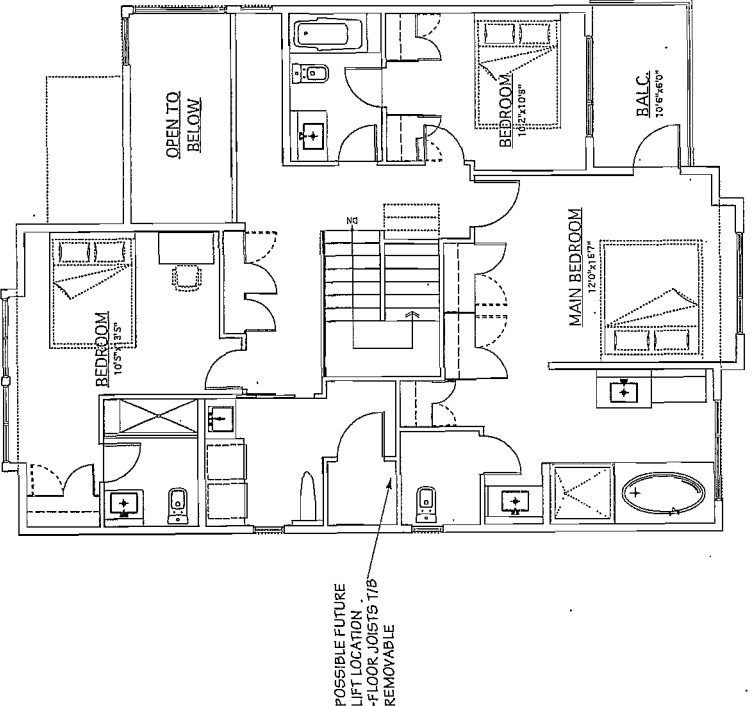 OPEN TO
BELOW
BEDROOM
10'2"x10'8"
BALC.
10'6"x6'0"
DN
BEDROOM
10'5"x13'5"
MAIN BEDROOM
12'0"x16'7"
POSSIBLE FUTURE
LIFT LOCATION
-FLOOR JOISTS T/B
REMOVABLE